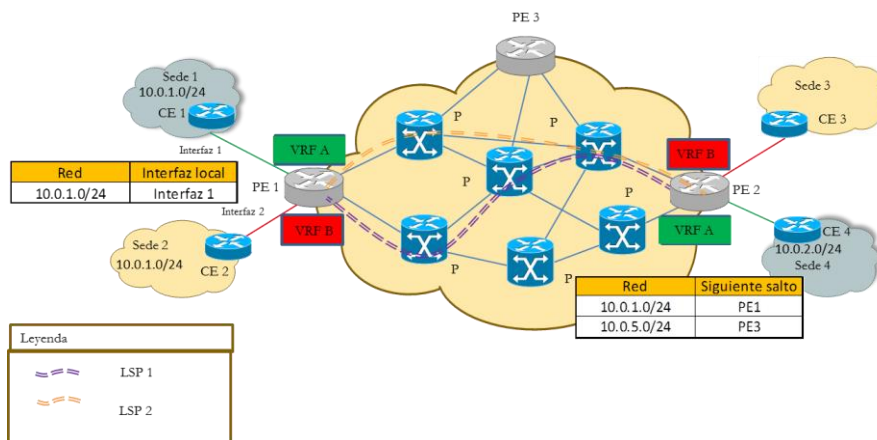 PE 3
Sede 1
10.0.1.0/24
CE 1
Interfaz 1
VRF A
Red Interfaz local
10.0.1.0/24 Interfaz 1
PE 1
Interfaz 2
VRF B
Sede 2
10.0.1.0/24
CE 2
P
P
P
P
P
P
P
Sede 3
CE 3
VRF B
PE 2
VRF A
CE 4
10.0.2.0/24
Sede 4
Red Siguiente salto
10.0.1.0/24 PE1
10.0.5.0/24 PE3
Leyenda
LSP 1
LSP 2